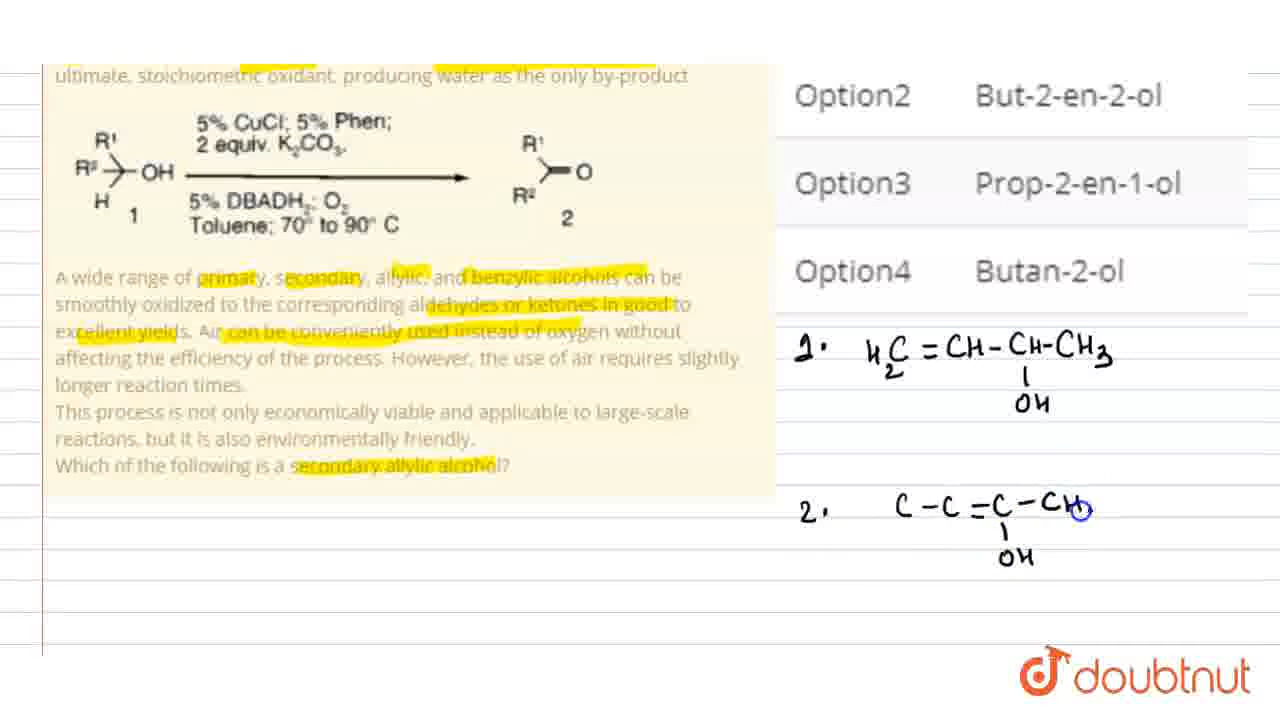 ultimate, stoichiometric oxidant, producing water as the only by-product
5% CuCl; 5% Phen;
2 equiv. K₂CO₃.
R¹
R²
OH
H
1
5% DBADH₂; O₂
Toluene; 70° to 90° C
R¹
O
R²
2
A wide range of primary, secondary, allylic, and benzylic alcohols can be
smoothly oxidized to the corresponding aldehydes or ketones in good to
excellent yields. Air can be conveniently used instead of oxygen without
affecting the efficiency of the process. However, the use of air requires slightly
longer reaction times.
This process is not only economically viable and applicable to large-scale
reactions, but it is also environmentally friendly.
Which of the following is a secondary allylic alcohol?
Option2 But-2-en-2-ol
Option3 Prop-2-en-1-ol
Option4 Butan-2-ol
1. H₂C=CH-CH-CH₃
OH
2. C-C=C-CH
OH
doubtnut